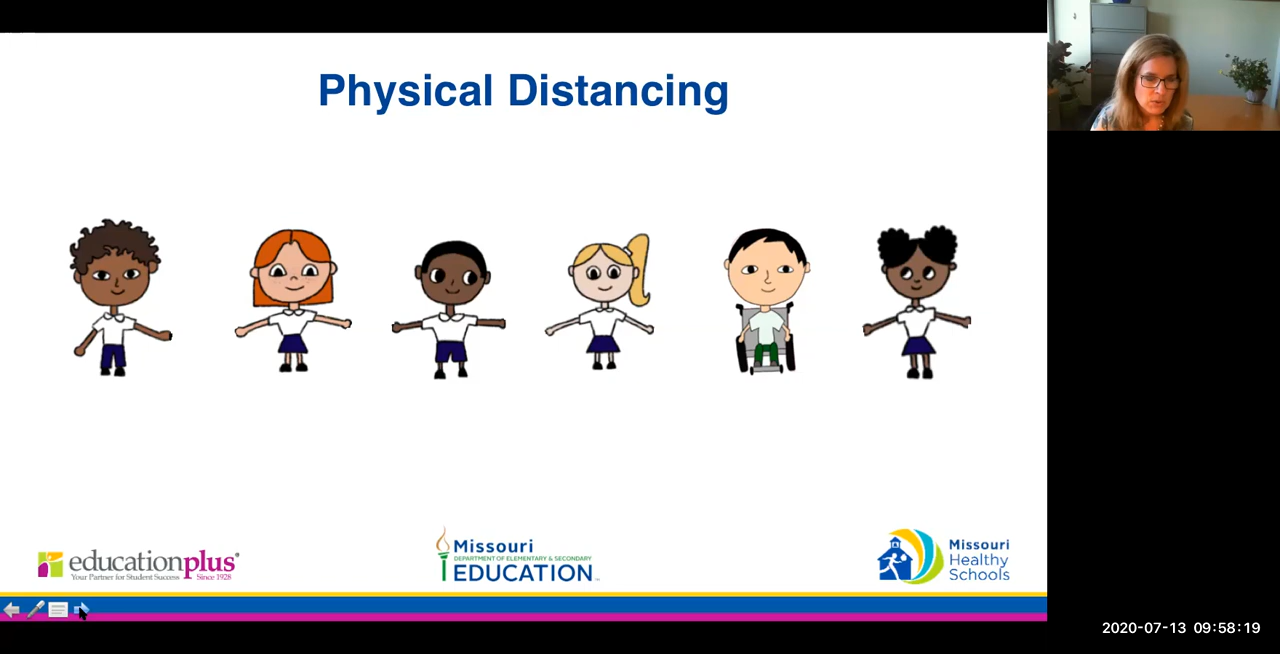 Physical Distancing
educationplus®
Your Partner for Student Success Since 1928
Missouri
DEPARTMENT OF ELEMENTARY & SECONDARY
EDUCATION
Missouri
Healthy
Schools
2020-07-13 09:58:19